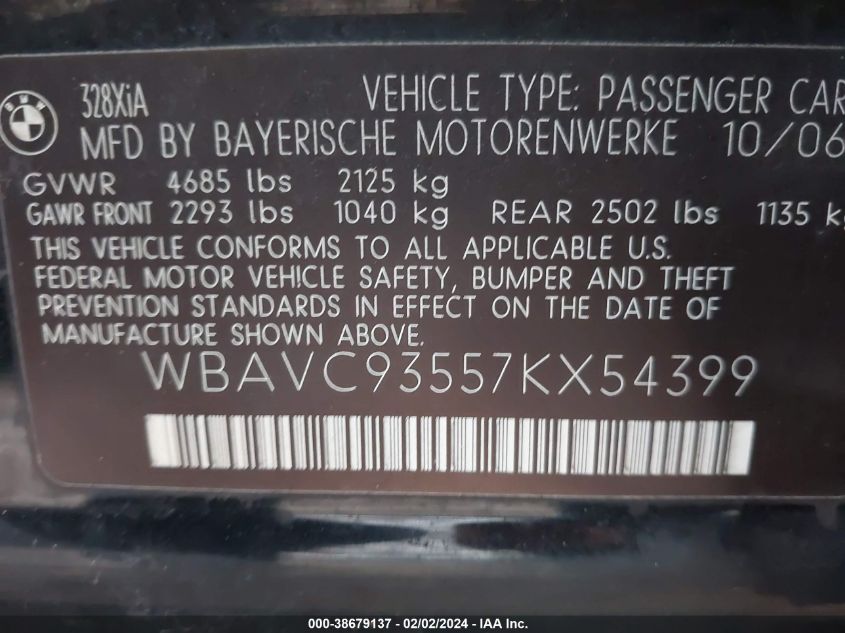 BMW
328XiA
VEHICLE TYPE: PASSENGER CAR
MFD BY BAYERISCHE MOTORENWERKE 10/06
GVWR 4685 lbs 2125 kg
GAWR FRONT 2293 lbs 1040 kg REAR 2502 lbs 1135 kg
THIS VEHICLE CONFORMS TO ALL APPLICABLE U.S.
FEDERAL MOTOR VEHICLE SAFETY, BUMPER AND THEFT
PREVENTION STANDARDS IN EFFECT ON THE DATE OF
MANUFACTURE SHOWN ABOVE.
WBAVC93557KX54399
000-38679137 - 02/02/2024 - IAA Inc.